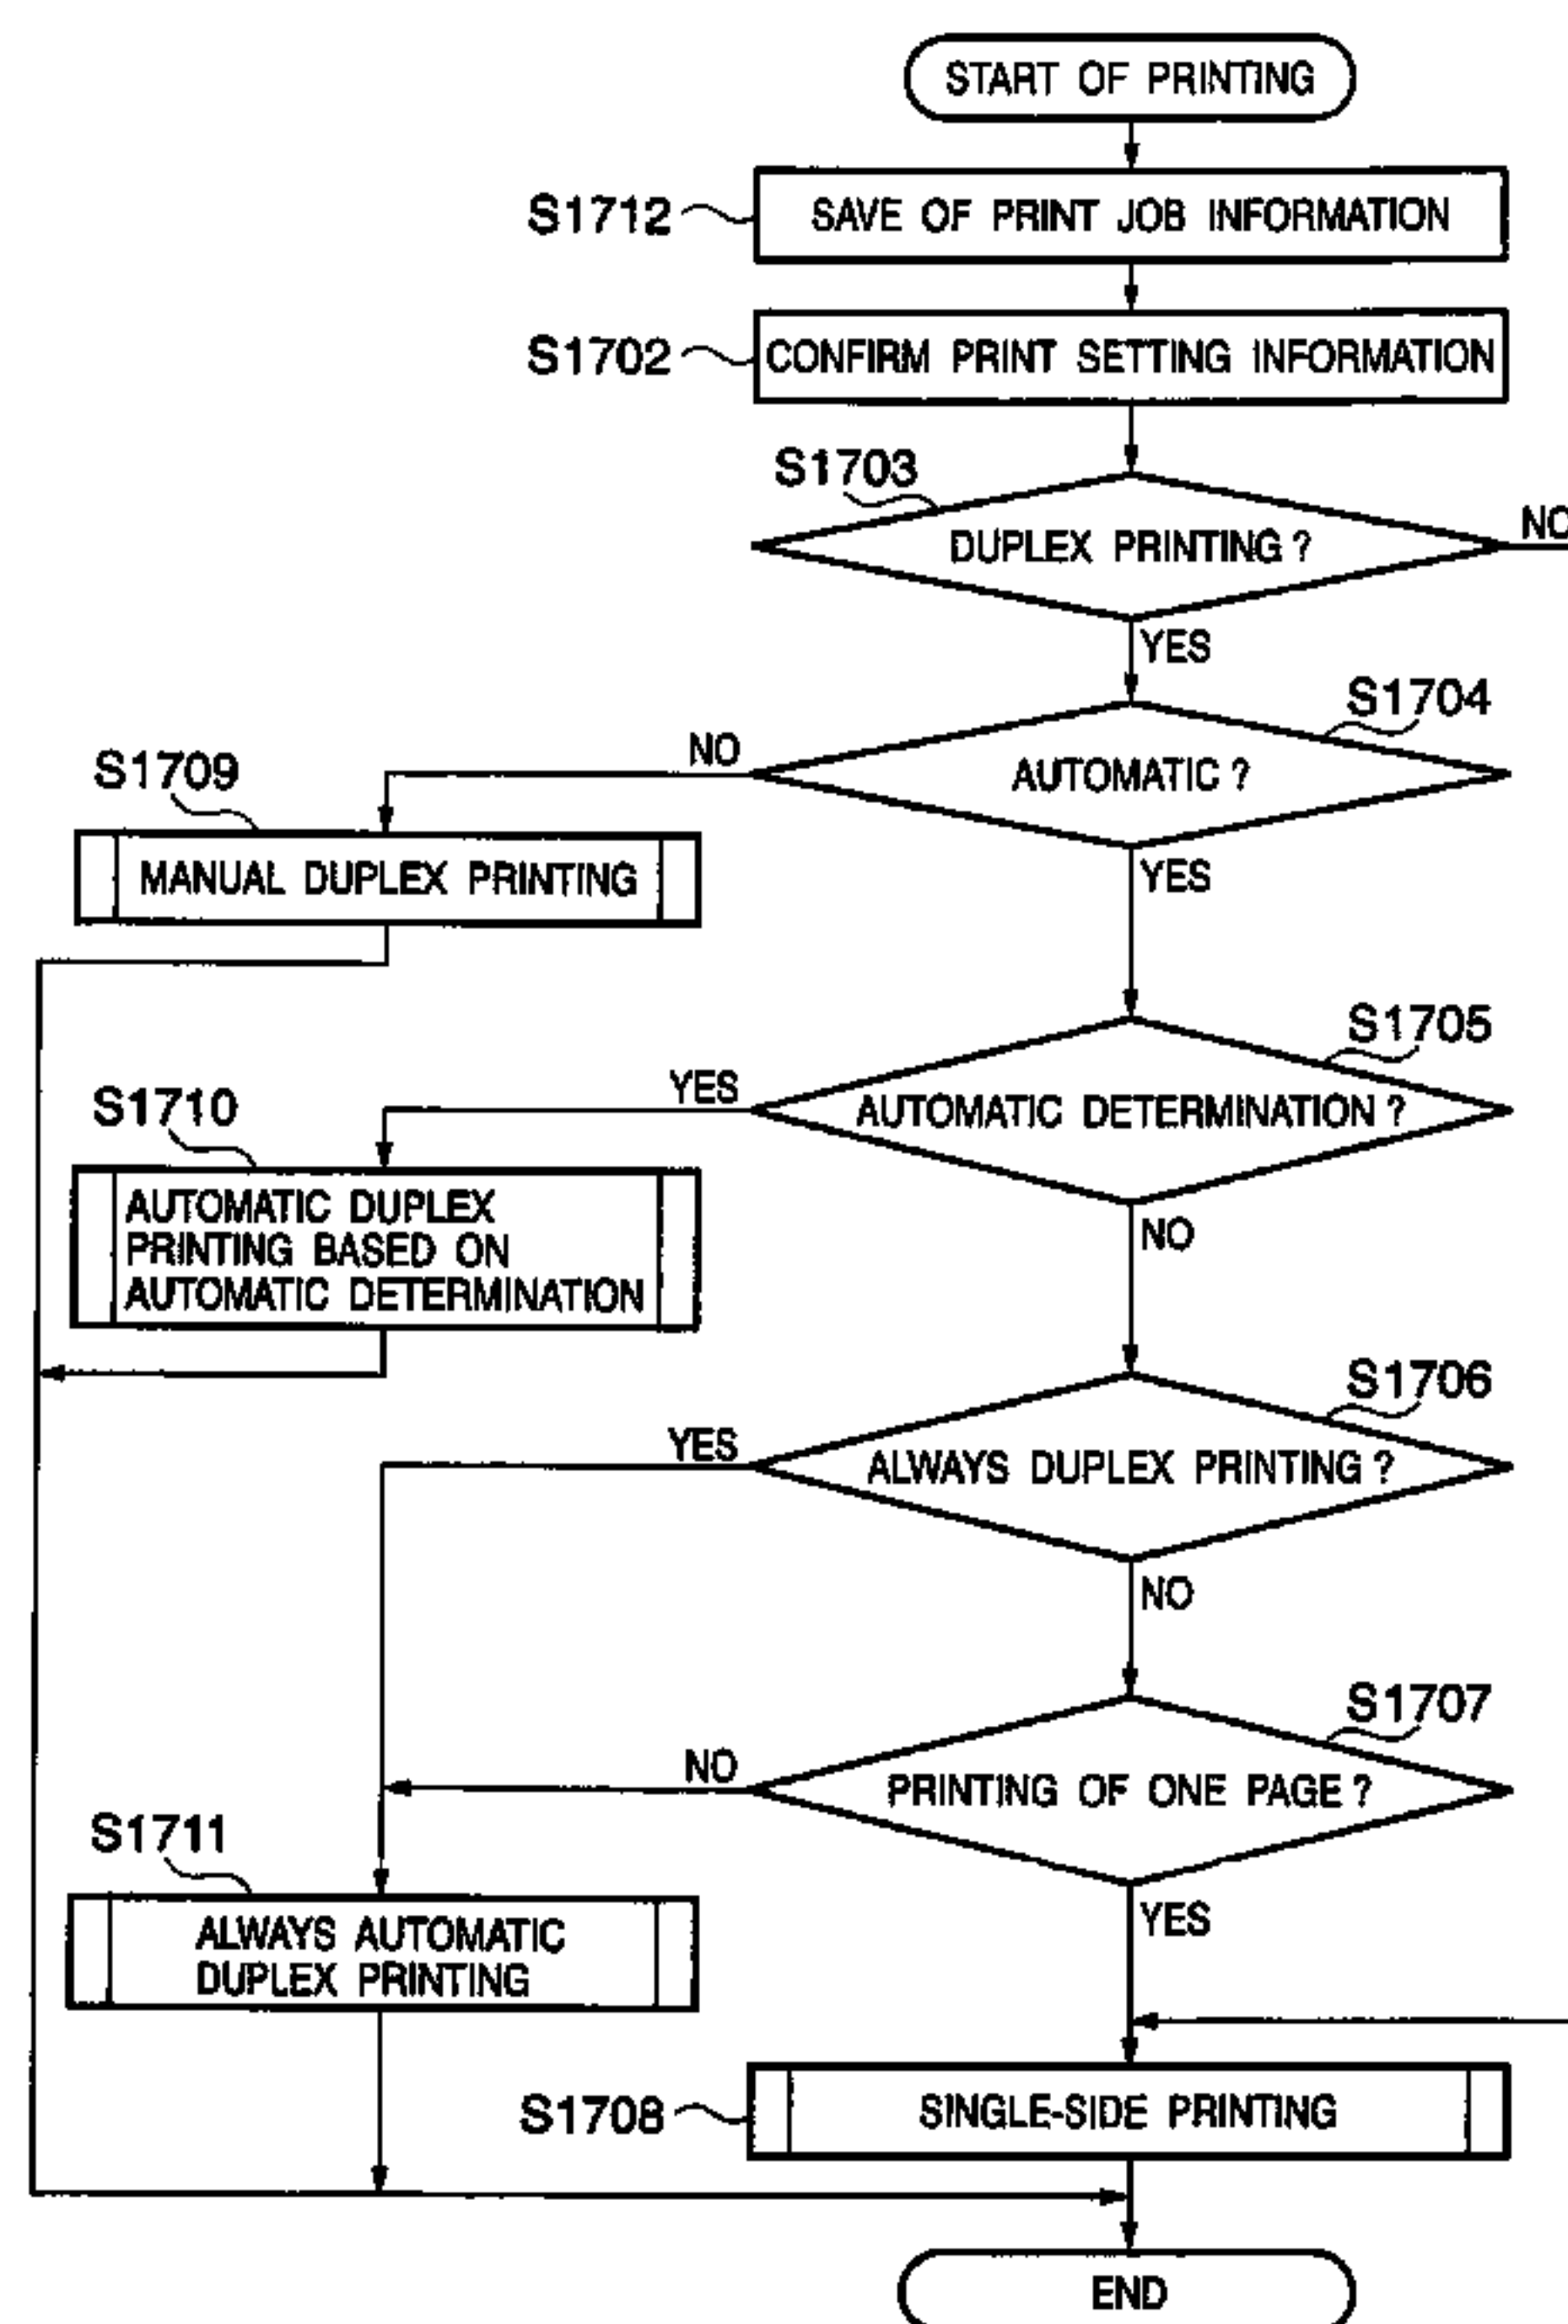 START OF PRINTING
S1712
SAVE OF PRINT JOB INFORMATION
S1702
CONFIRM PRINT SETTING INFORMATION
S1703
DUPLEX PRINTING ?
NO
YES
S1704
AUTOMATIC ?
NO
YES
S1709
MANUAL DUPLEX PRINTING
S1705
AUTOMATIC DETERMINATION ?
YES
NO
S1710
AUTOMATIC DUPLEX
PRINTING BASED ON
AUTOMATIC DETERMINATION
S1706
ALWAYS DUPLEX PRINTING ?
YES
NO
S1707
PRINTING OF ONE PAGE ?
NO
YES
S1711
ALWAYS AUTOMATIC
DUPLEX PRINTING
S1708
SINGLE-SIDE PRINTING
END